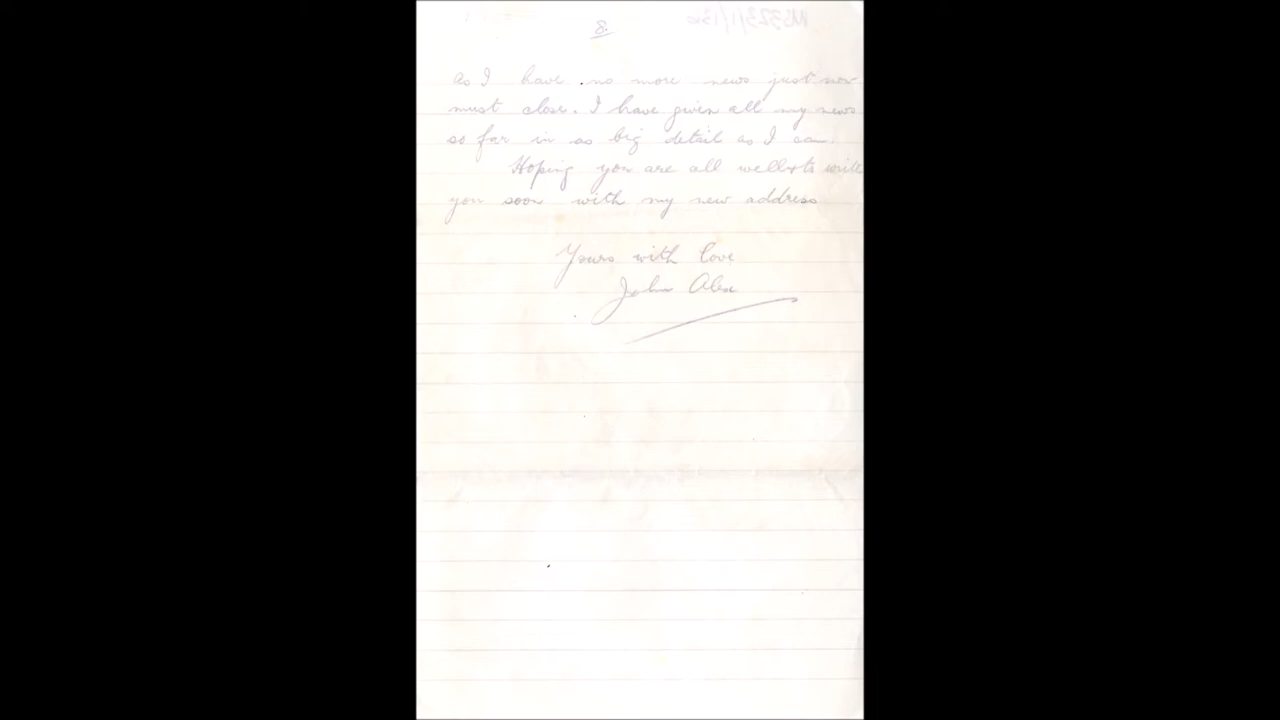 8.
as I have no more news just now
must close. I have given all my news
so far in as big detail as I can.
Hoping you are all well & to write
you soon with my new address
Yours with love
John Alex